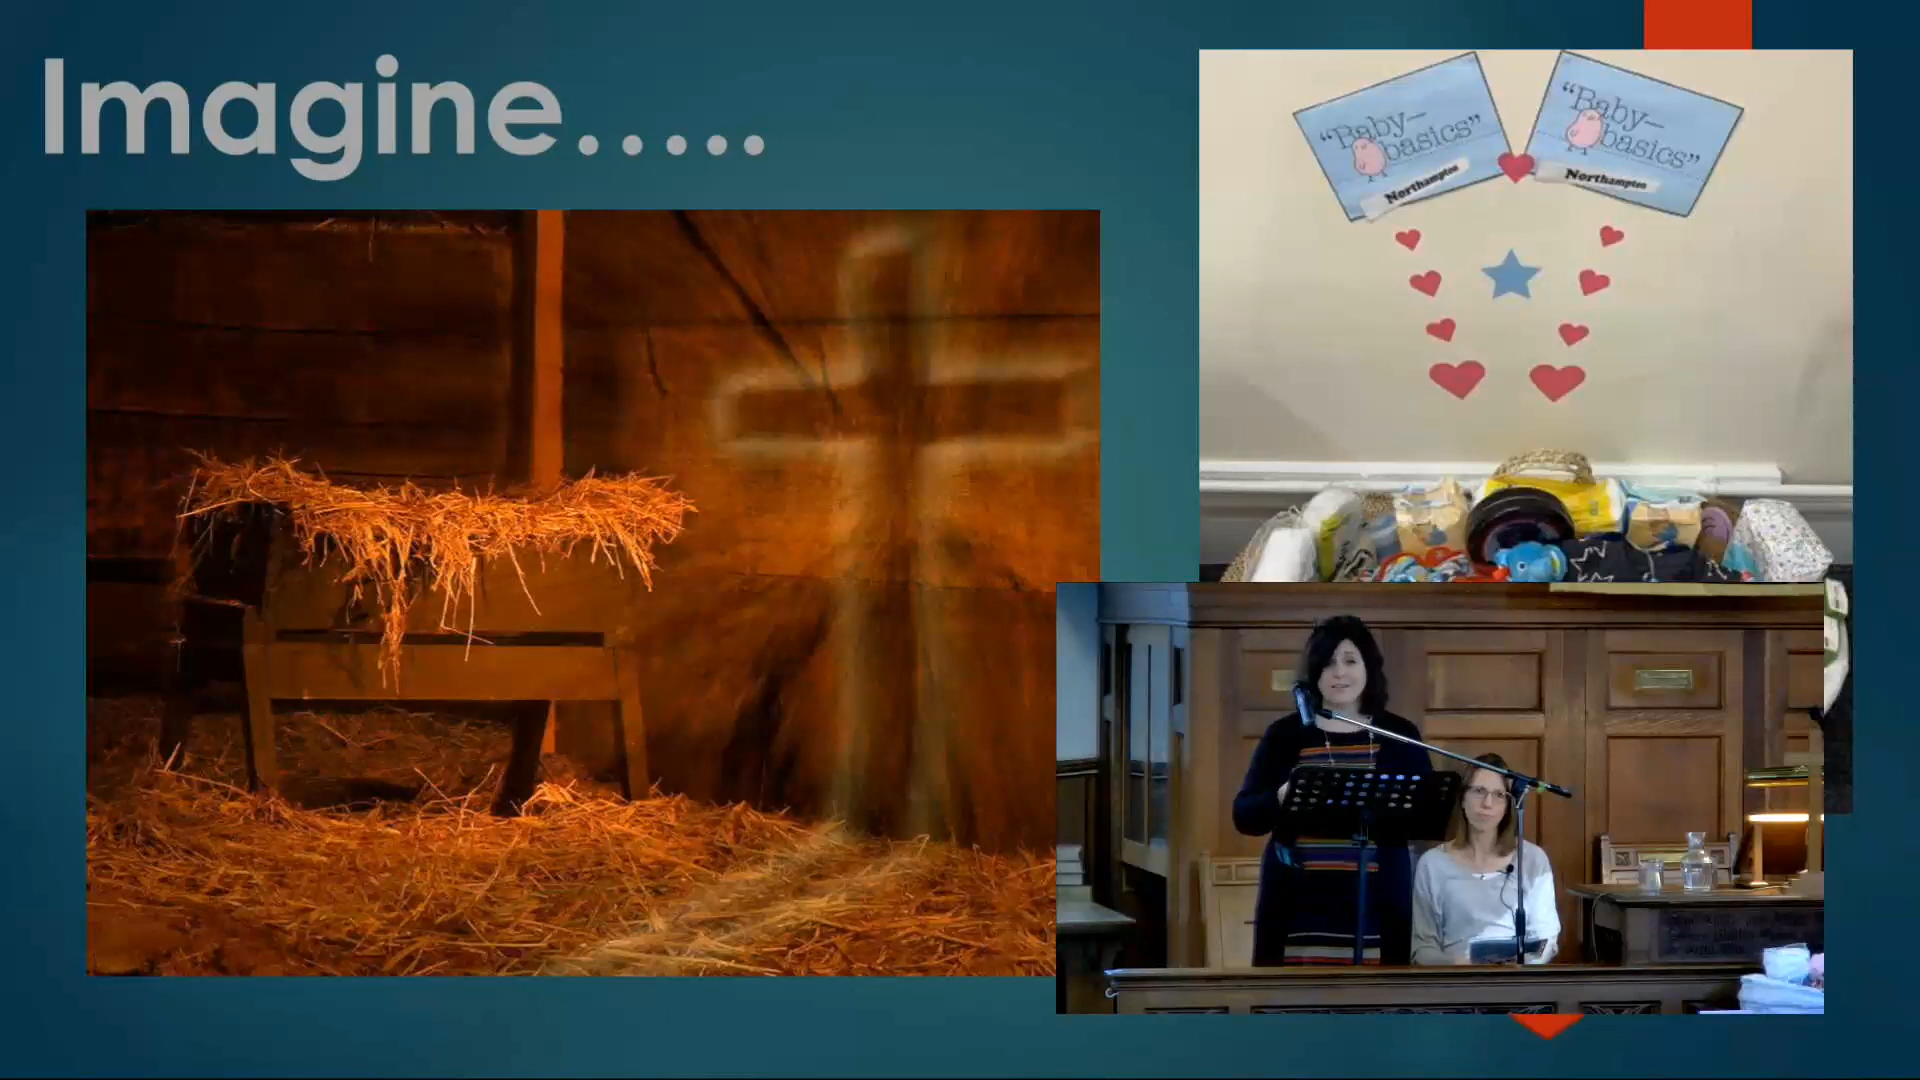 Imagine.....
“Baby–
basics”
Northampton
“Baby–
basics”
Northampton